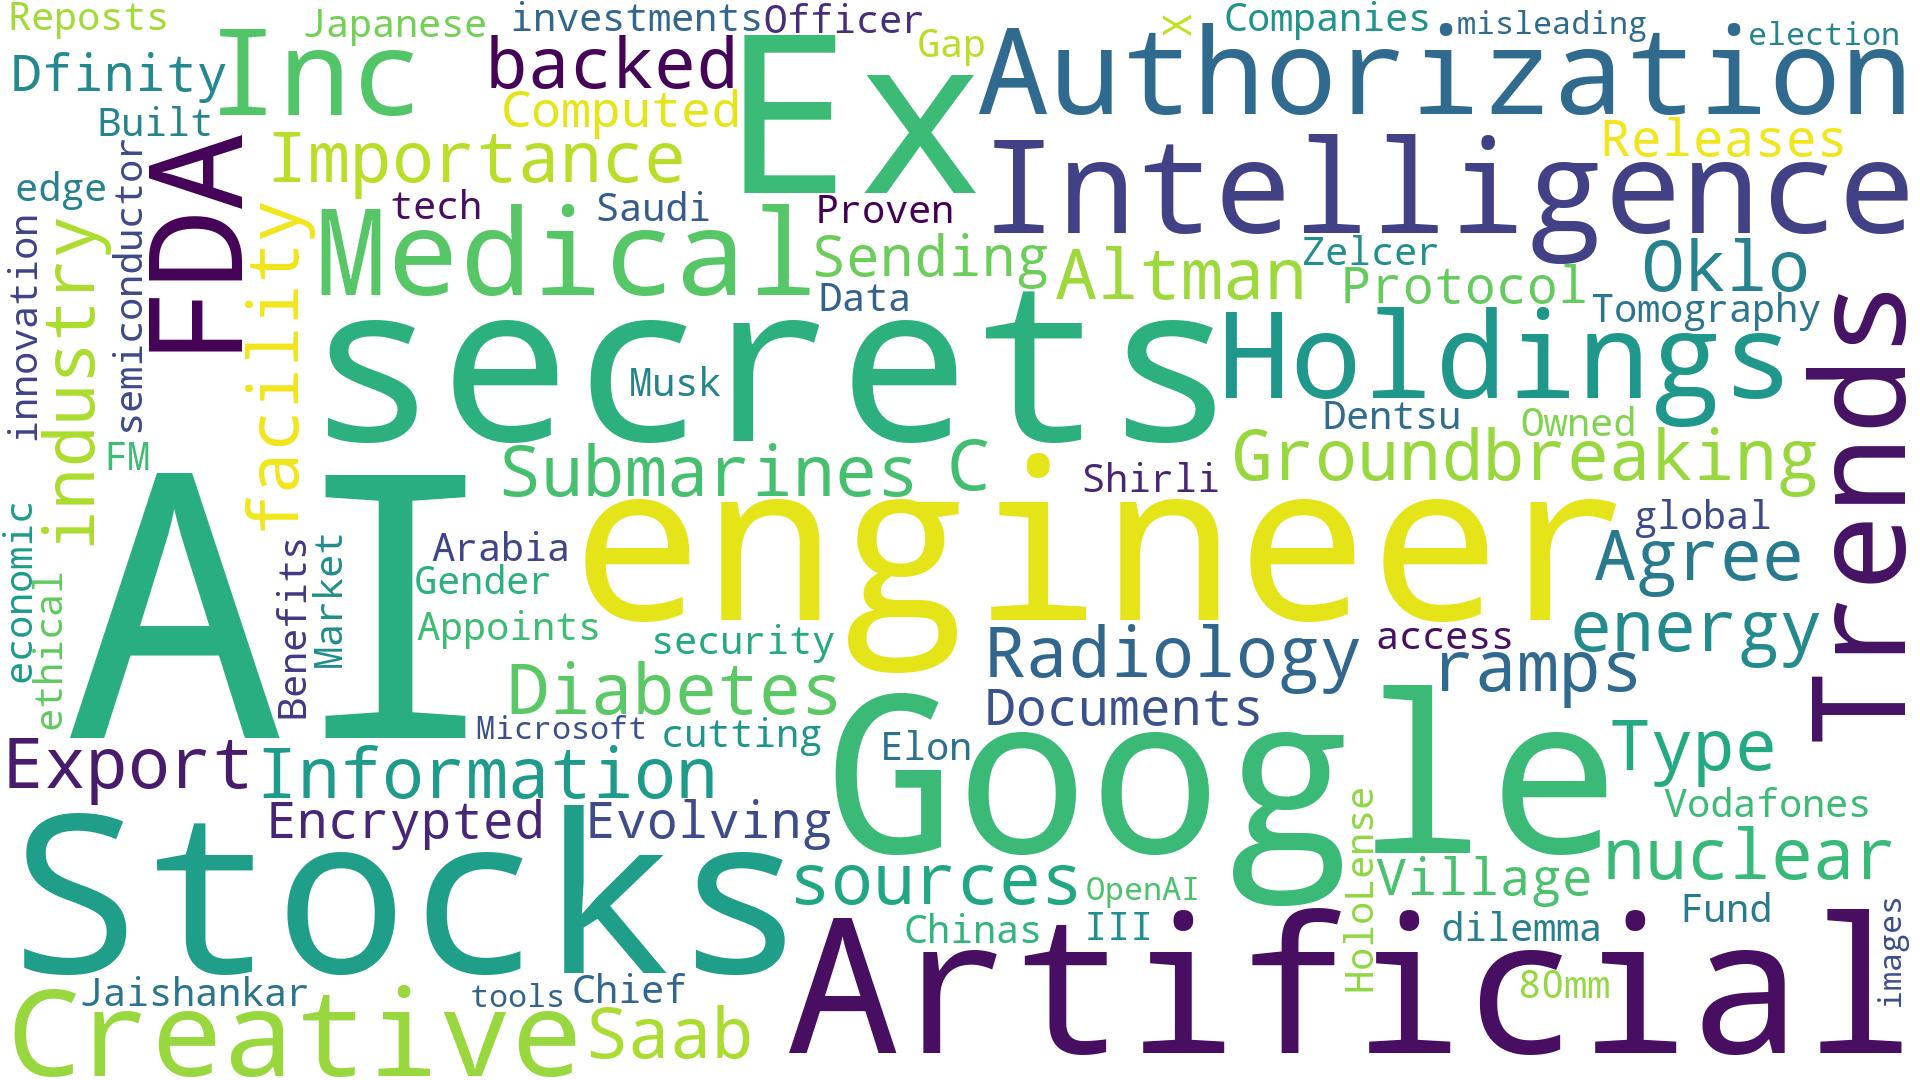 Reposts
Japanese
investments
Officer
Gap
X
Companies
misleading
election
Dfinity
Inc
backed
Ex
Authorization
Built
Computed
Releases
FDA
Importance
Intelligence
edge
semiconductor
tech
Saudi
Proven
innovation
industry
facility
Medical
Sending
Altman
Zelcer
Protocol
Oklo
Data
Tomography
Trends
secrets
Musk
Holdings
Dentsu
Owned
FM
Submarines
C
Shirli
Groundbreaking
global
AI
engineer
economic
ethical
Benefits
Market
Arabia
Gender
Appoints
security
Agree
energy
Radiology
access
ramps
Diabetes
Documents
Microsoft
cutting
Elon
Google
Type
Export
Information
HoloLense
Vodafones
Encrypted
Evolving
Stocks
sources
OpenAI
Village
nuclear
Chinas
III
dilemma
Fund
images
Artificial
80mm
Jaishankar
tools
Chief
Creative
Saab